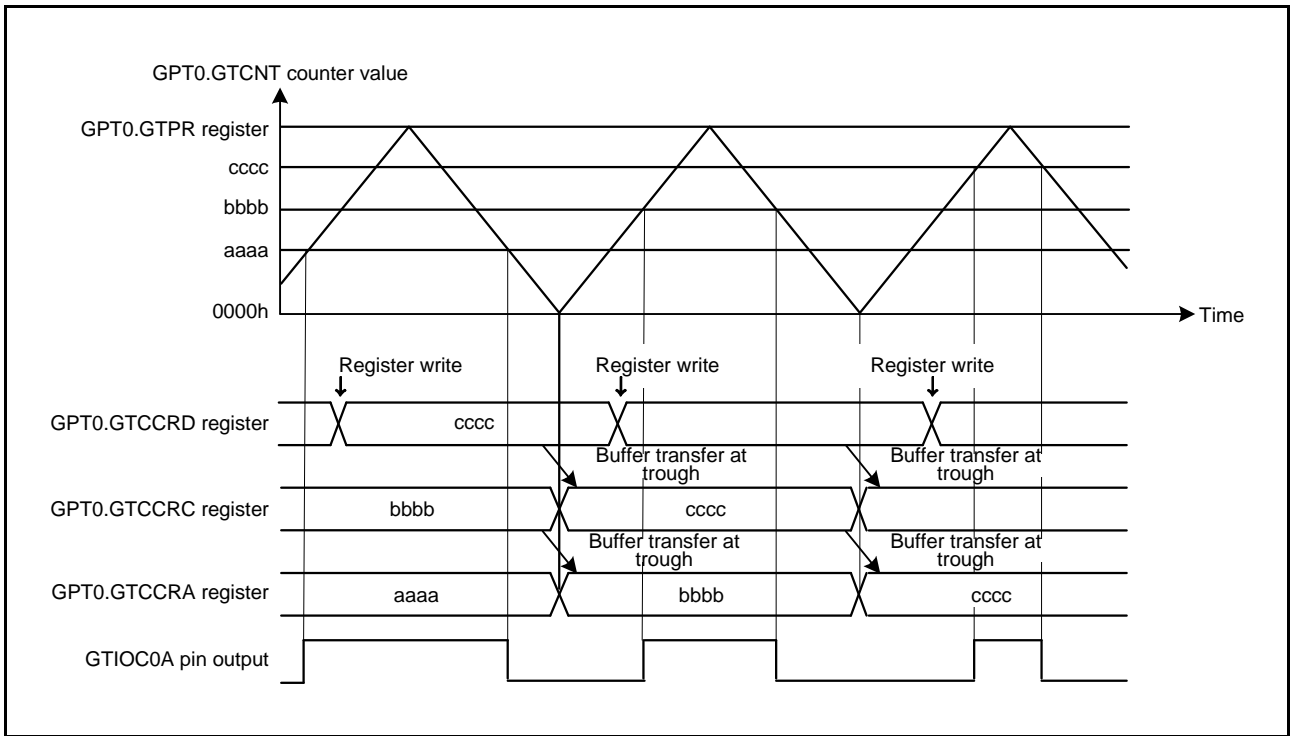 GPT0.GTCNT counter value
GPT0.GTPR register
cccc
bbbb
aaaa
0000h
Time
Register write
Register write
Register write
GPT0.GTCCRD register
cccc
Buffer transfer at
trough
Buffer transfer at
trough
GPT0.GTCCRC register
bbbb
cccc
Buffer transfer at
trough
Buffer transfer at
trough
GPT0.GTCCRA register
aaaa
bbbb
cccc
GTIOC0A pin output